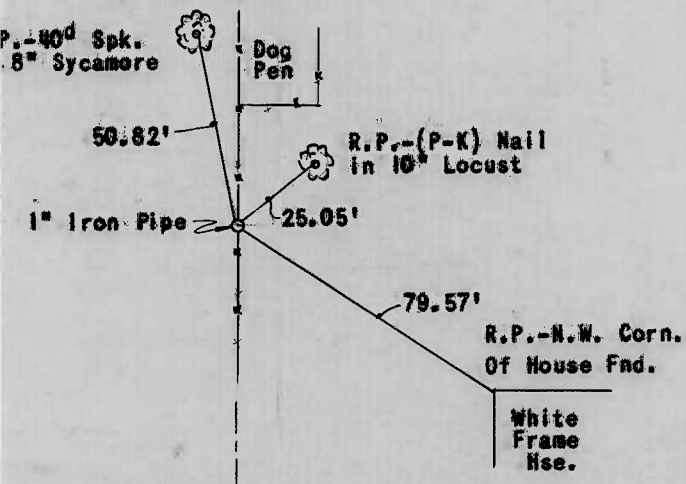 P.-40d Spk.
8" Sycamore
Dog
Pen
50.82'
R.P.-(P-K) Nail
in 10" Locust
1" Iron Pipe
25.05'
79.57'
R.P.-N.W. Corn.
Of House Fnd.
White
Frame
Hse.